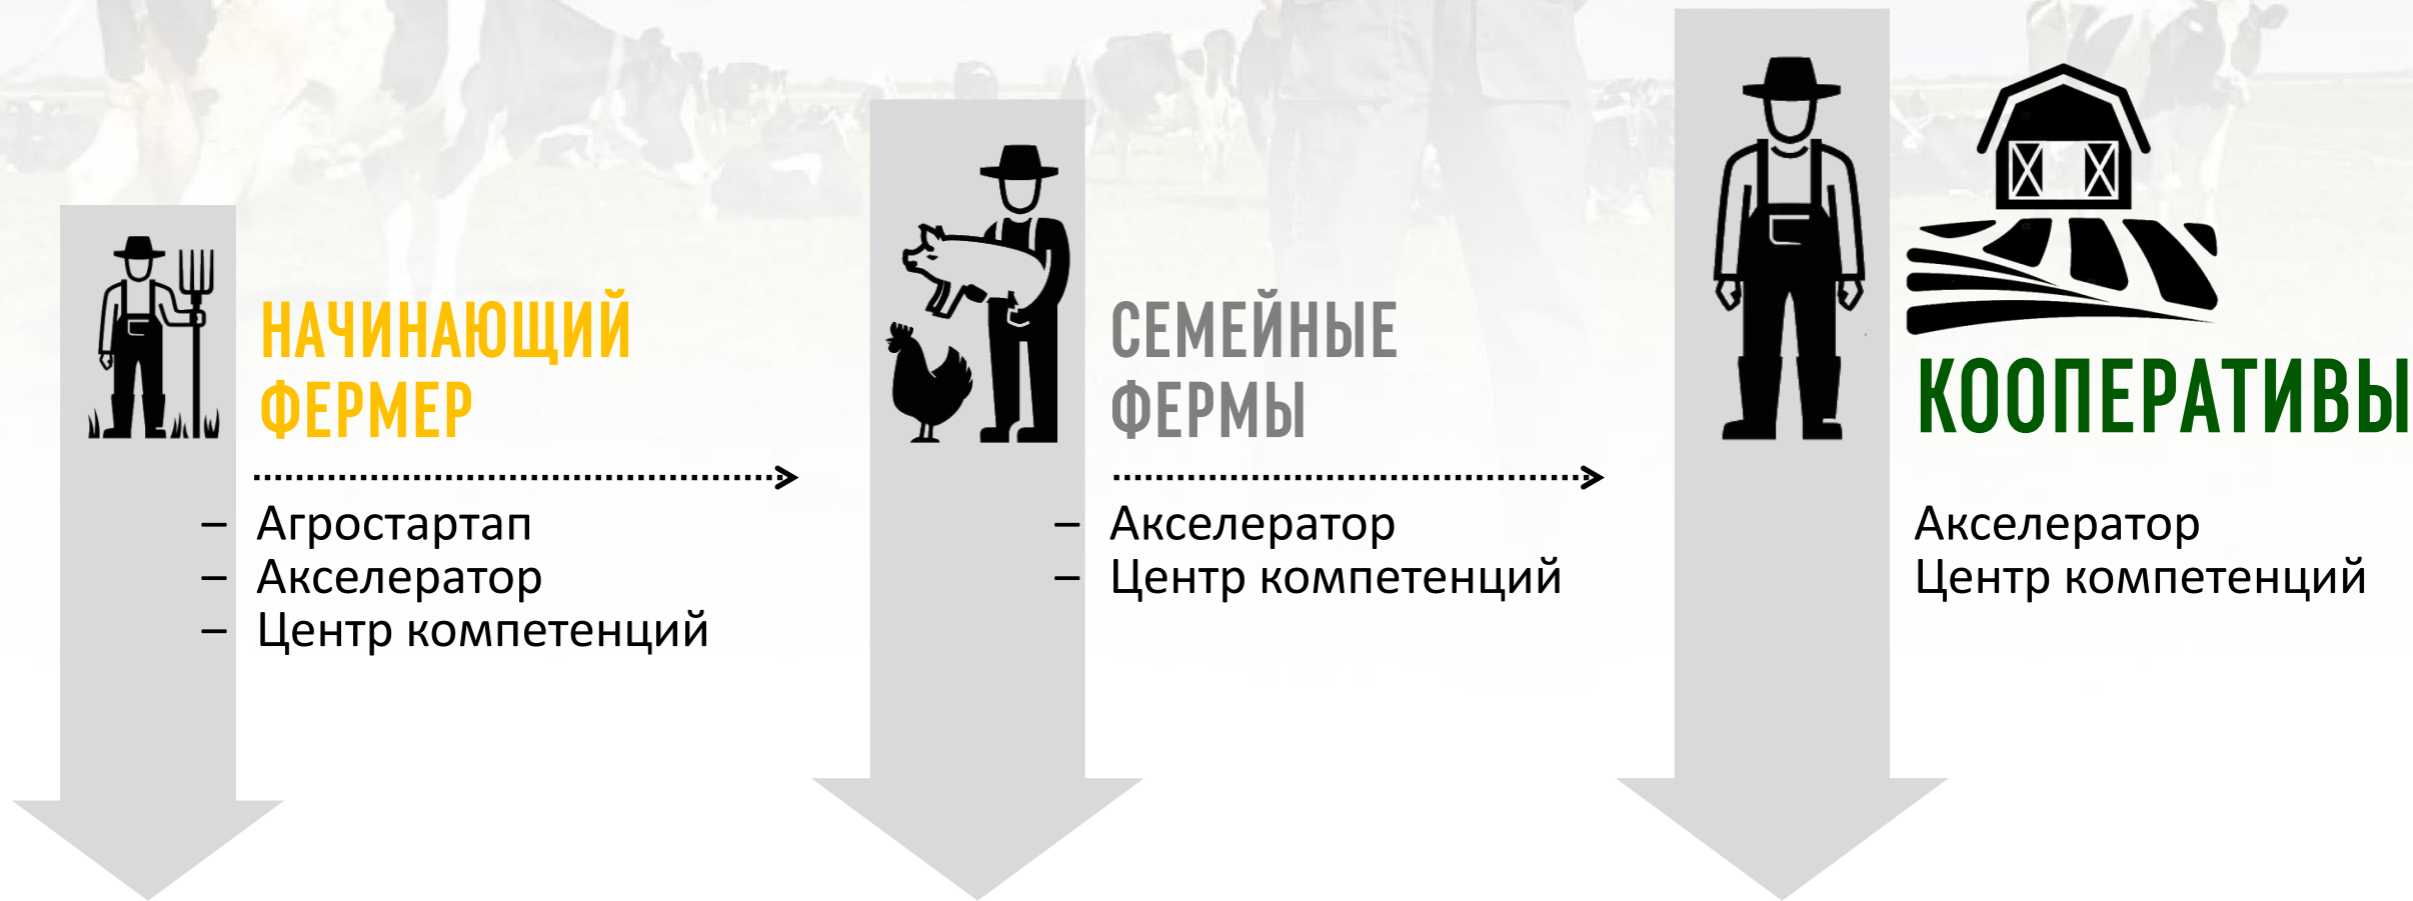 НАЧИНАЮЩИЙ
ФЕРМЕР
– Агростартап
– Акселератор
– Центр компетенций
СЕМЕЙНЫЕ
ФЕРМЫ
– Акселератор
– Центр компетенций
КООПЕРАТИВЫ
Акселератор
Центр компетенций